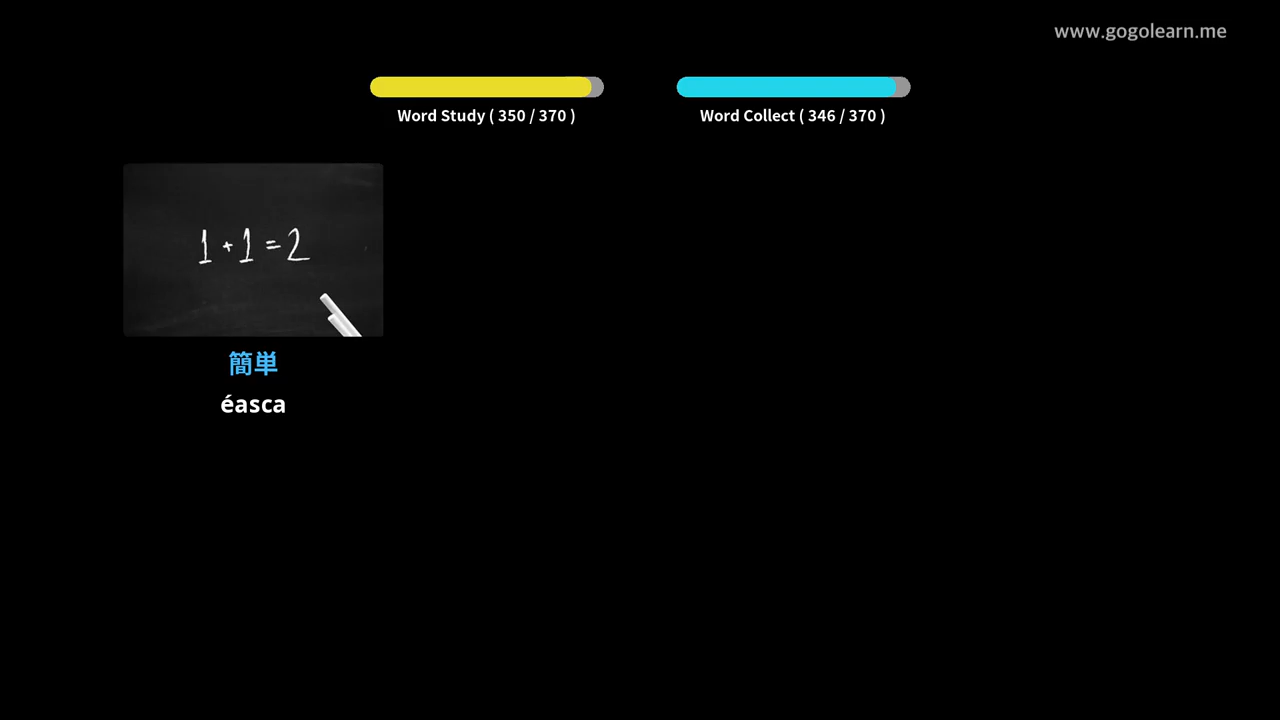 www.gogolearn.me
Word Study ( 350 / 370 )
Word Collect ( 346 / 370 )
1 + 1 = 2
簡単
éasca